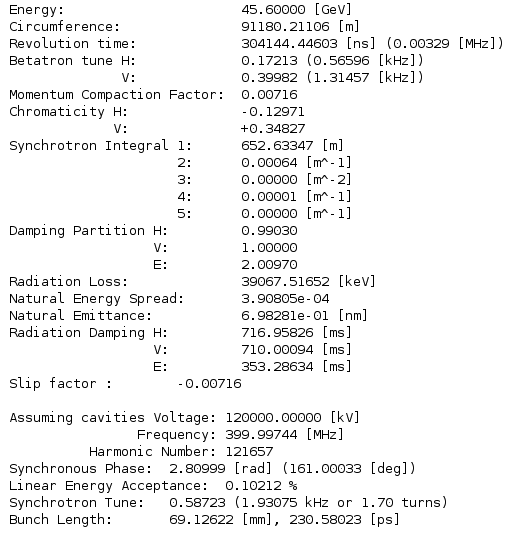 Energy: 45.60000 [GeV]
Circumference: 91180.21106 [m]
Revolution time: 304144.44603 [ns] (0.00329 [MHz])
Betatron tune H: 0.17213 (0.56596 [kHz])
V: 0.39982 (1.31457 [kHz])
Momentum Compaction Factor: 0.00716
Chromaticity H: -0.12971
V: +0.34827
Synchrotron Integral 1: 652.63347 [m]
2: 0.00064 [m^-1]
3: 0.00000 [m^-2]
4: 0.00001 [m^-1]
5: 0.00000 [m^-1]
Damping Partition H: 0.99030
V: 1.00000
E: 2.00970
Radiation Loss: 39067.51652 [keV]
Natural Energy Spread: 3.90805e-04
Natural Emittance: 6.98281e-01 [nm]
Radiation Damping H: 716.95826 [ms]
V: 710.00094 [ms]
E: 353.28634 [ms]
Slip factor : -0.00716
Assuming cavities Voltage: 120000.00000 [kV]
Frequency: 399.99744 [MHz]
Harmonic Number: 121657
Synchronous Phase: 2.80999 [rad] (161.00033 [deg])
Linear Energy Acceptance: 0.10212 %
Synchrotron Tune: 0.58723 (1.93075 kHz or 1.70 turns)
Bunch Length: 69.12622 [mm], 230.58023 [ps]